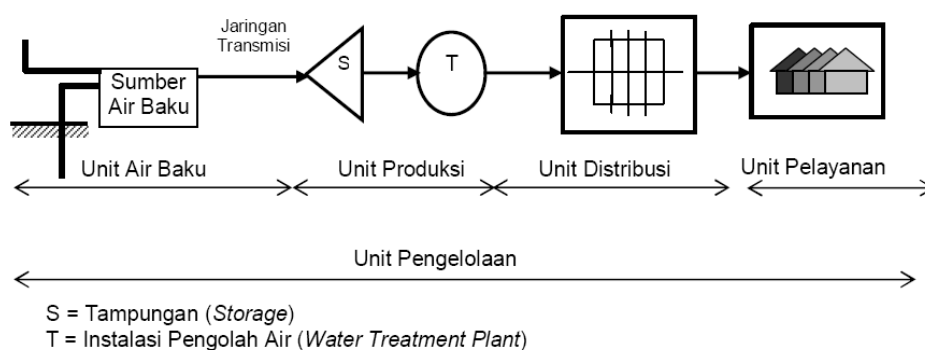 Jaringan
Transmisi
Sumber
Air Baku
S
T
Unit Air Baku
Unit Produksi
Unit Distribusi
Unit Pelayanan
Unit Pengelolaan
S = Tampungan (Storage)
T = Instalasi Pengolah Air (Water Treatment Plant)